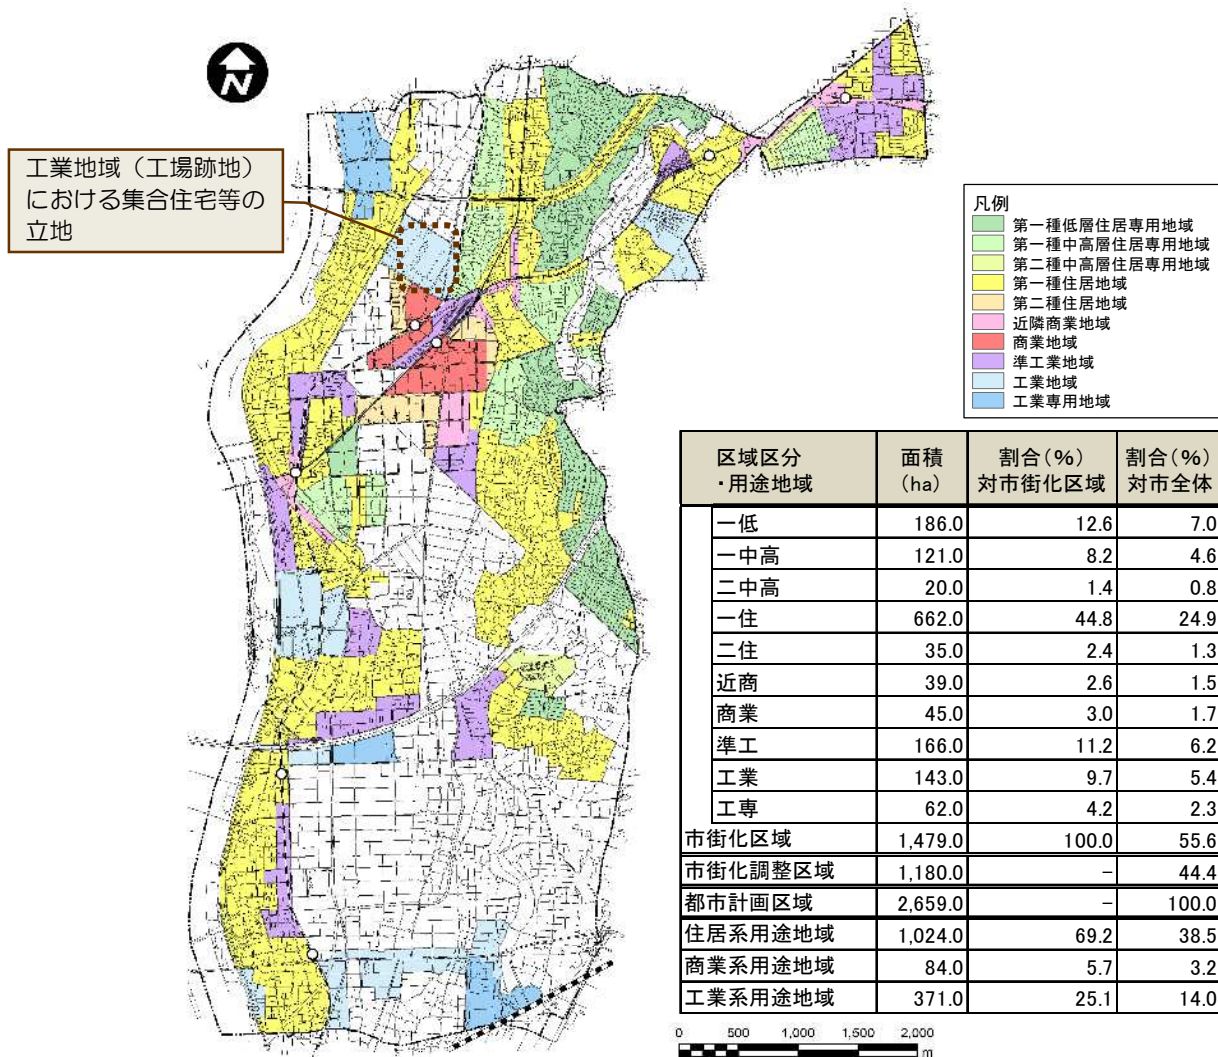 N
工業地域（工場跡地）
における集合住宅等の
立地
凡例
第一種低層住居専用地域
第一種中高層住居専用地域
第二種中高層住居専用地域
第一種住居地域
第二種住居地域
近隣商業地域
商業地域
準工業地域
工業地域
工業専用地域
区域区分
・用途地域 面積
（ha） 割合（％）
対市街化区域 割合（％）
対市全体
一低 186.0 12.6 7.0
一中高 121.0 8.2 4.6
二中高 20.0 1.4 0.8
一住 662.0 44.8 24.9
二住 35.0 2.4 1.3
近商 39.0 2.6 1.5
商業 45.0 3.0 1.7
準工 166.0 11.2 6.2
工業 143.0 9.7 5.4
工専 62.0 4.2 2.3
市街化区域 1,479.0 100.0 55.6
市街化調整区域 1,180.0 － 44.4
都市計画区域 2,659.0 － 100.0
住居系用途地域 1,024.0 69.2 38.5
商業系用途地域 84.0 5.7 3.2
工業系用途地域 371.0 25.1 14.0
0 500 1,000 1,500 2,000
m